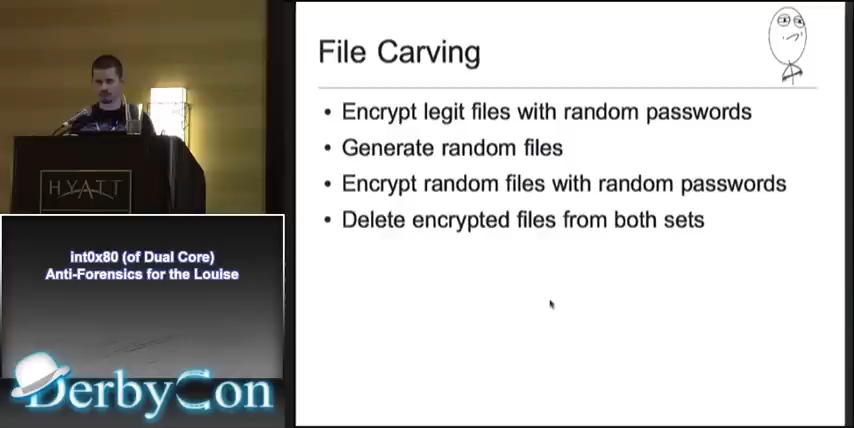 File Carving
• Encrypt legit files with random passwords
• Generate random files
• Encrypt random files with random passwords
• Delete encrypted files from both sets
HYATT
int0x80 (of Dual Core)
Anti-Forensics for the Louise
DerbyCon